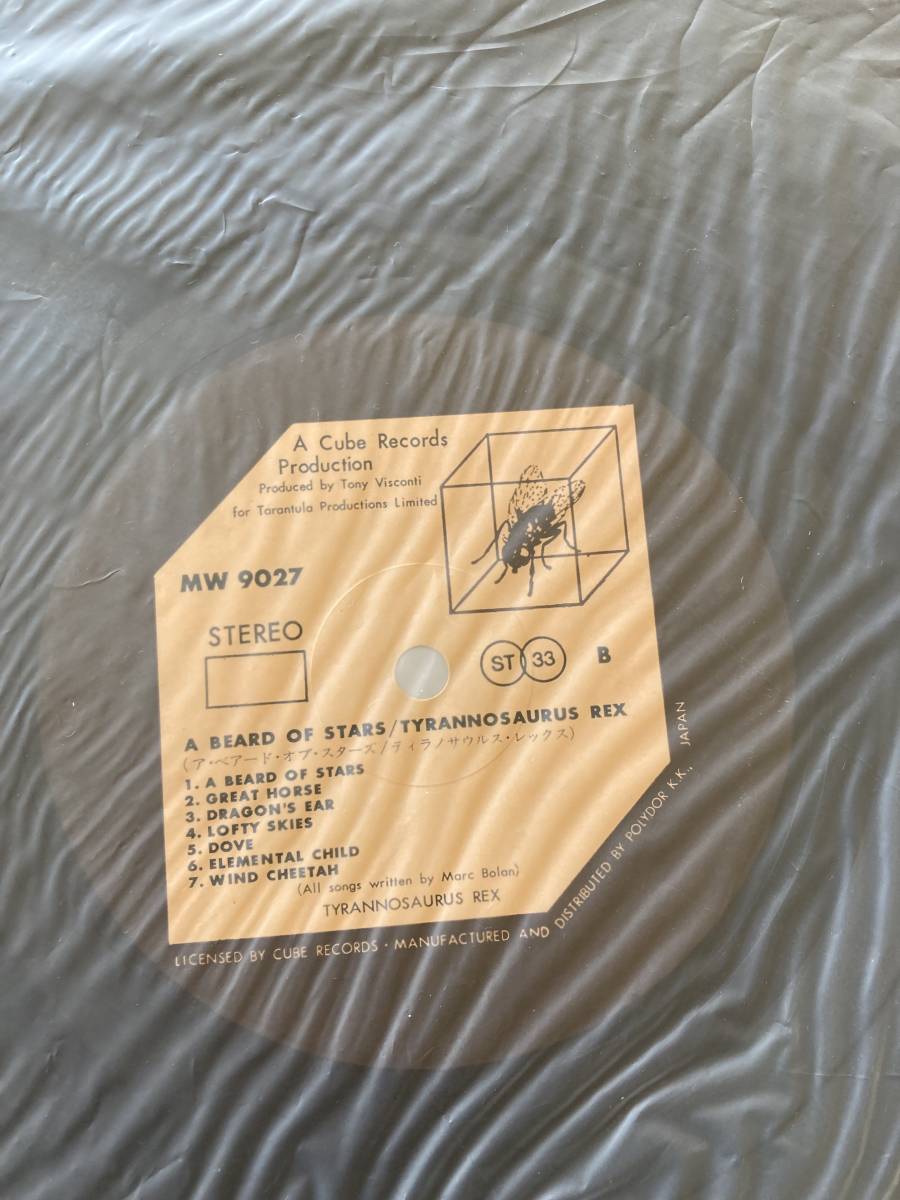 A Cube Records
Production
Produced by Tony Visconti
for Tarantula Productions Limited
MW 9027
STEREO
ST 33 B
A BEARD OF STARS/TYRANNOSAURUS REX
(ア・ベアード・オブ・スターズ/ティラノサウルス・レックス)
1. A BEARD OF STARS
2. GREAT HORSE
3. DRAGON'S EAR
4. LOFTY SKIES
5. DOVE
6. ELEMENTAL CHILD
7. WIND CHEETAH
(All songs written by Marc Bolan)
TYRANNOSAURUS REX
LICENSED BY CUBE RECORDS · MANUFACTURED AND DISTRIBUTED BY POLYDOR K.K., JAPAN